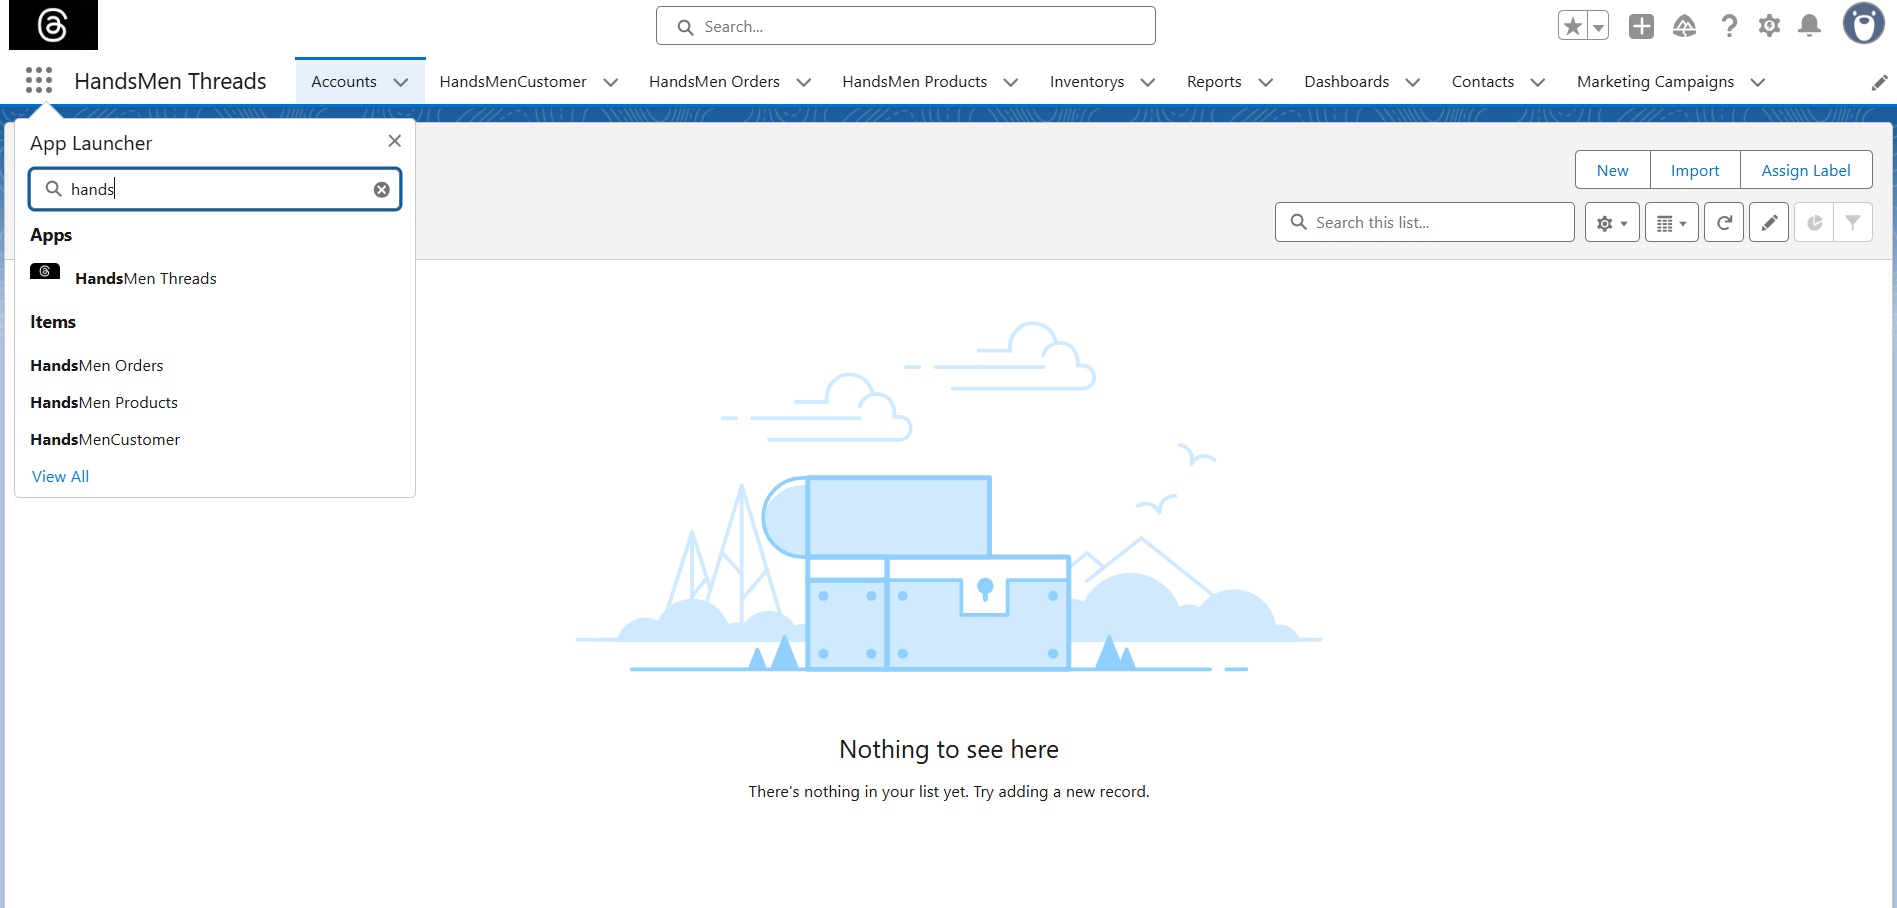 Search...
HandsMen Threads
Accounts
HandsMenCustomer
HandsMen Orders
HandsMen Products
Inventorys
Reports
Dashboards
Contacts
Marketing Campaigns
App Launcher
hands
Apps
HandsMen Threads
Items
HandsMen Orders
HandsMen Products
HandsMenCustomer
View All
New
Import
Assign Label
Search this list...
Nothing to see here
There's nothing in your list yet. Try adding a new record.